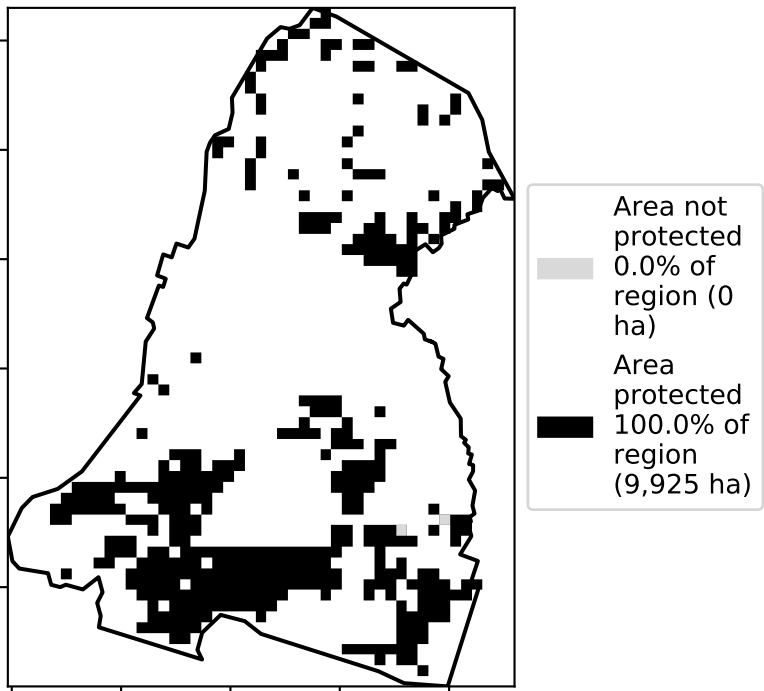 Area not
protected
0.0% of
region (0
ha)
Area
protected
100.0% of
region
(9,925 ha)